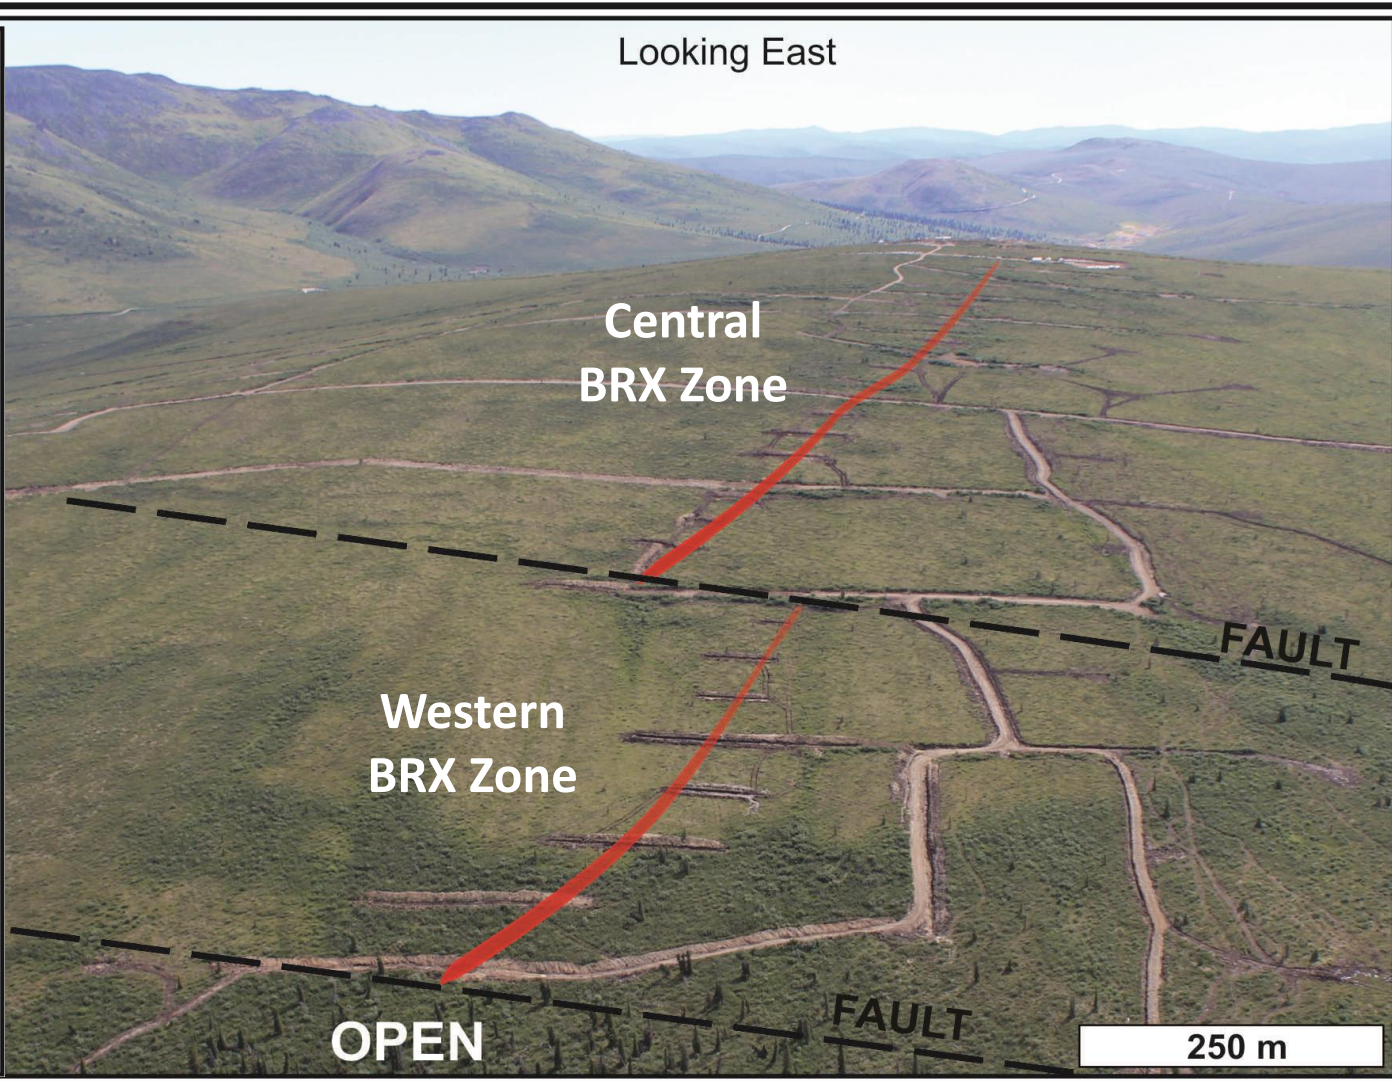 Looking East
Central
BRX Zone
FAULT
Western
BRX Zone
FAULT
OPEN
250 m